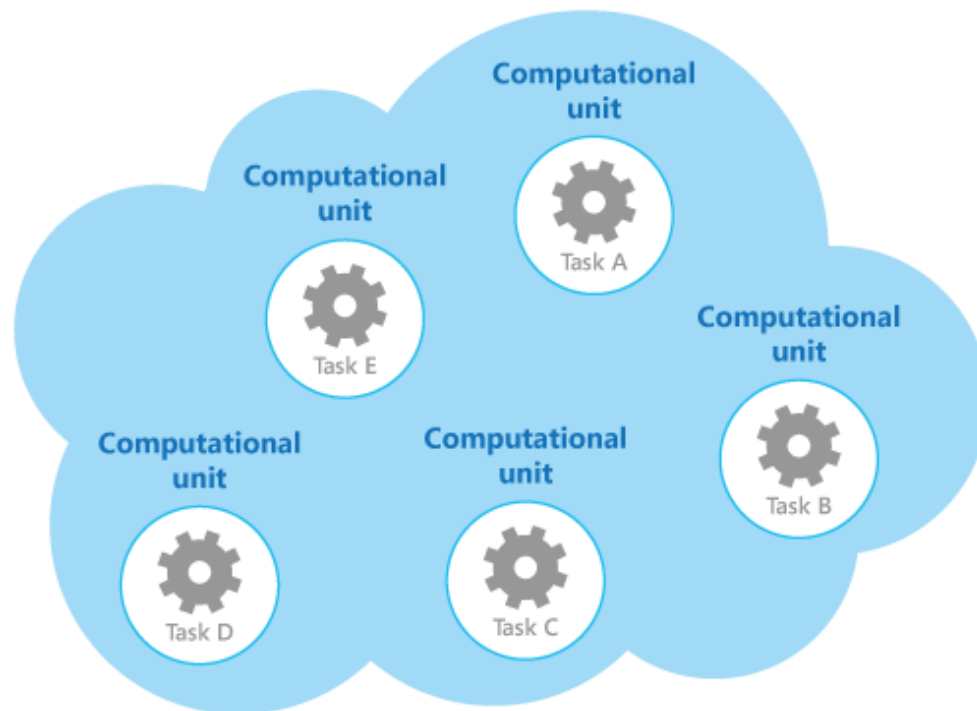 Computational
unit
Task A
Computational
unit
Task E
Computational
unit
Task B
Computational
unit
Task D
Computational
unit
Task C